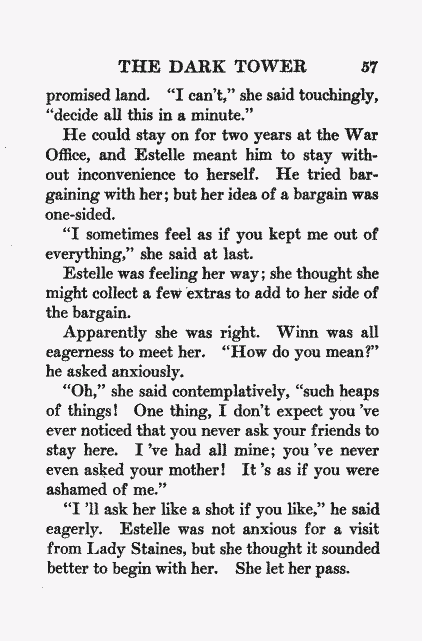 THE DARK TOWER 57
promised land. “I can’t,” she said touchingly,
“decide all this in a minute.”
He could stay on for two years at the War
Office, and Estelle meant him to stay with-
out inconvenience to herself. He tried bar-
gaining with her; but her idea of a bargain was
one-sided.
“I sometimes feel as if you kept me out of
everything,” she said at last.
Estelle was feeling her way; she thought she
might collect a few extras to add to her side of
the bargain.
Apparently she was right. Winn was all
eagerness to meet her. “How do you mean?”
he asked anxiously.
“Oh,” she said contemplatively, “such heaps
of things! One thing, I don’t expect you ’ve
ever noticed that you never ask your friends to
stay here. I ’ve had all mine; you ’ve never
even asked your mother! It ’s as if you were
ashamed of me.”
“I ’ll ask her like a shot if you like,” he said
eagerly. Estelle was not anxious for a visit
from Lady Staines, but she thought it sounded
better to begin with her. She let her pass.